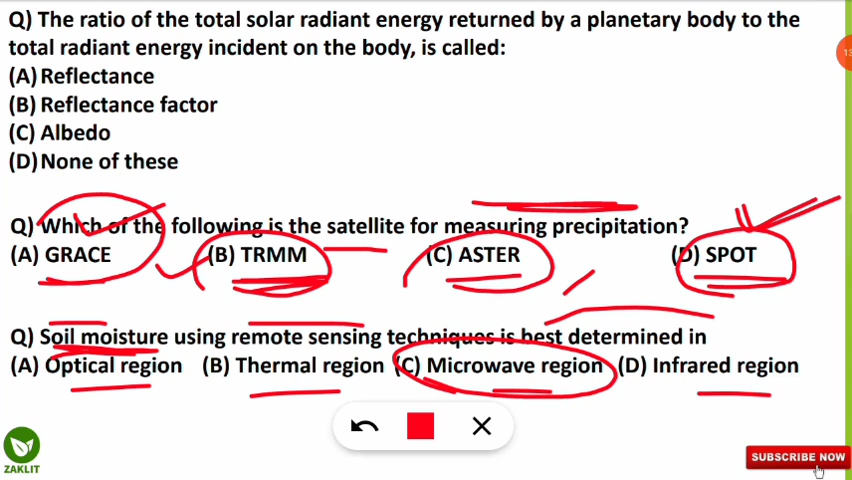 Q) The ratio of the total solar radiant energy returned by a planetary body to the
total radiant energy incident on the body, is called:
(A) Reflectance
(B) Reflectance factor
(C) Albedo
(D) None of these
Q) Which of the following is the satellite for measuring precipitation?
(A) GRACE (B) TRMM (C) ASTER (D) SPOT
Q) Soil moisture using remote sensing techniques is best determined in
(A) Optical region (B) Thermal region (C) Microwave region (D) Infrared region
ZAKLIT
SUBSCRIBE NOW